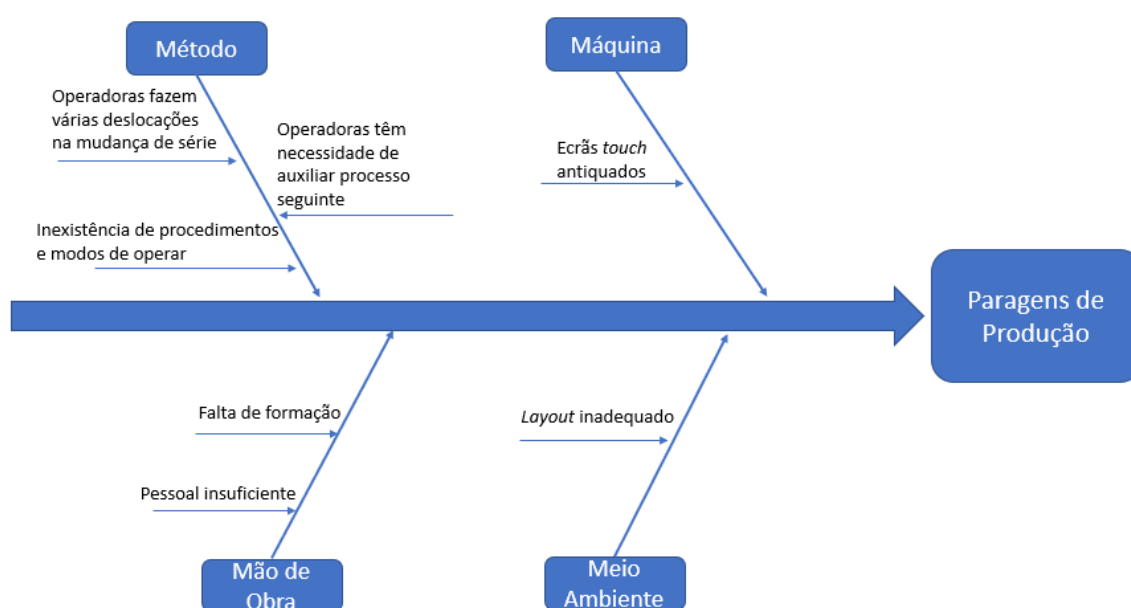 Método
Máquina
Operadoras fazem
várias deslocações
na mudança de série
Operadoras têm
necessidade de
auxiliar processo
seguinte
Ecrãs touch
antiquados
Inexistência de procedimentos
e modos de operar
Paragens de
Produção
Falta de formação
Layout inadequado
Pessoal insuficiente
Mão de
Obra
Meio
Ambiente